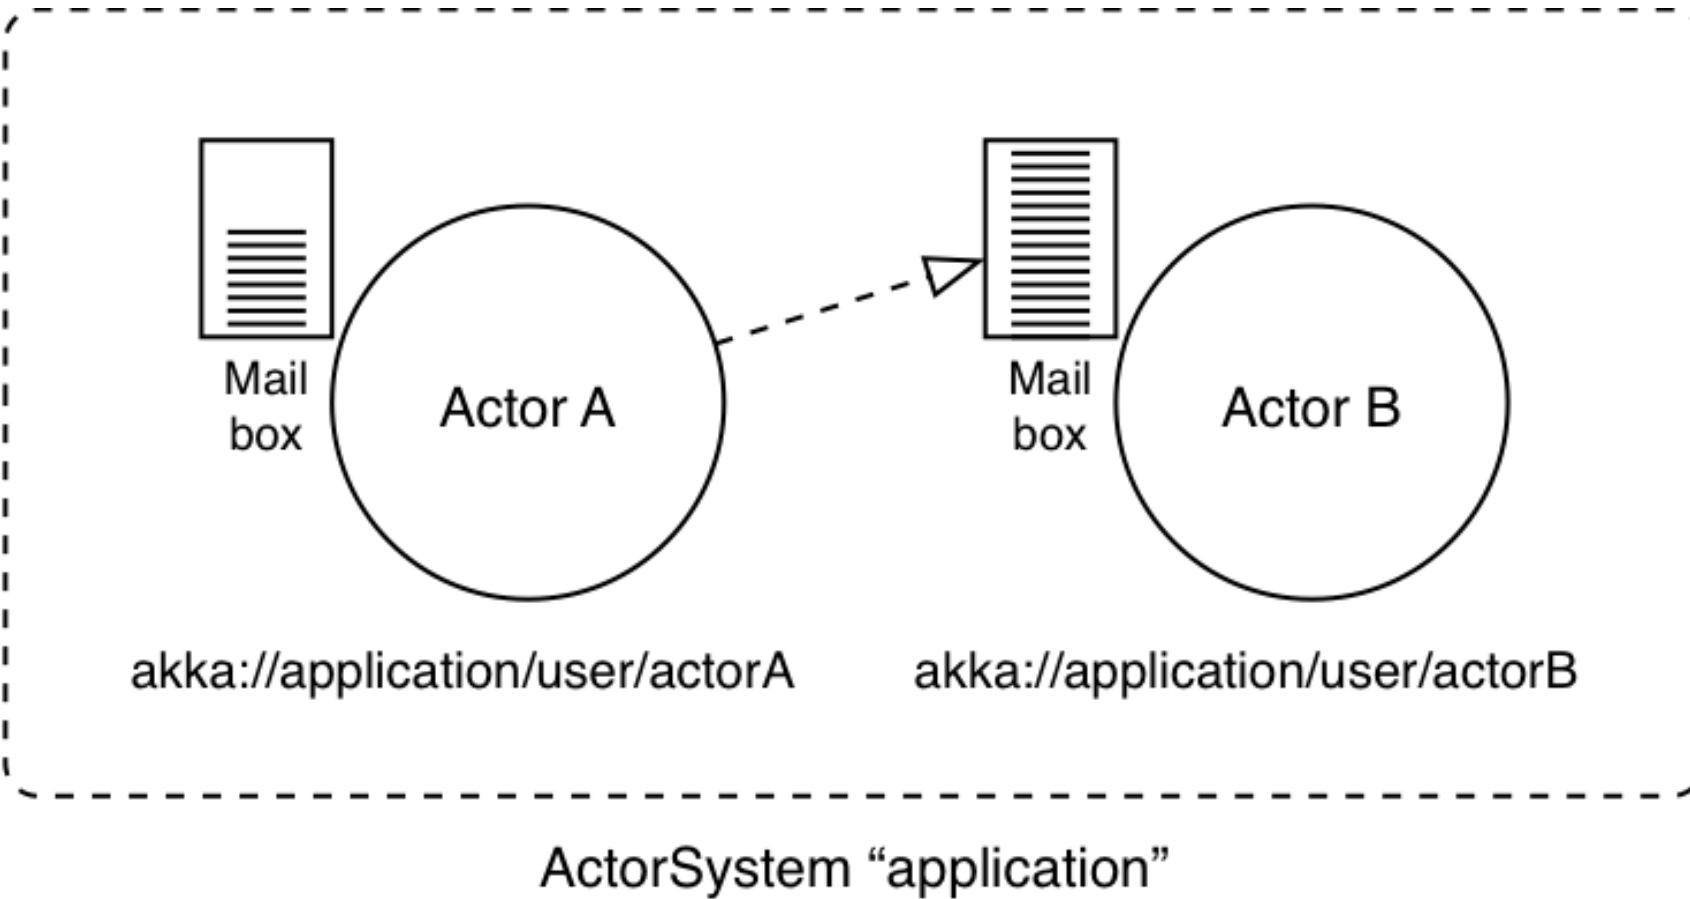 Mail
box
Actor A
Mail
box
Actor B
akka://application/user/actorA
akka://application/user/actorB
ActorSystem “application”